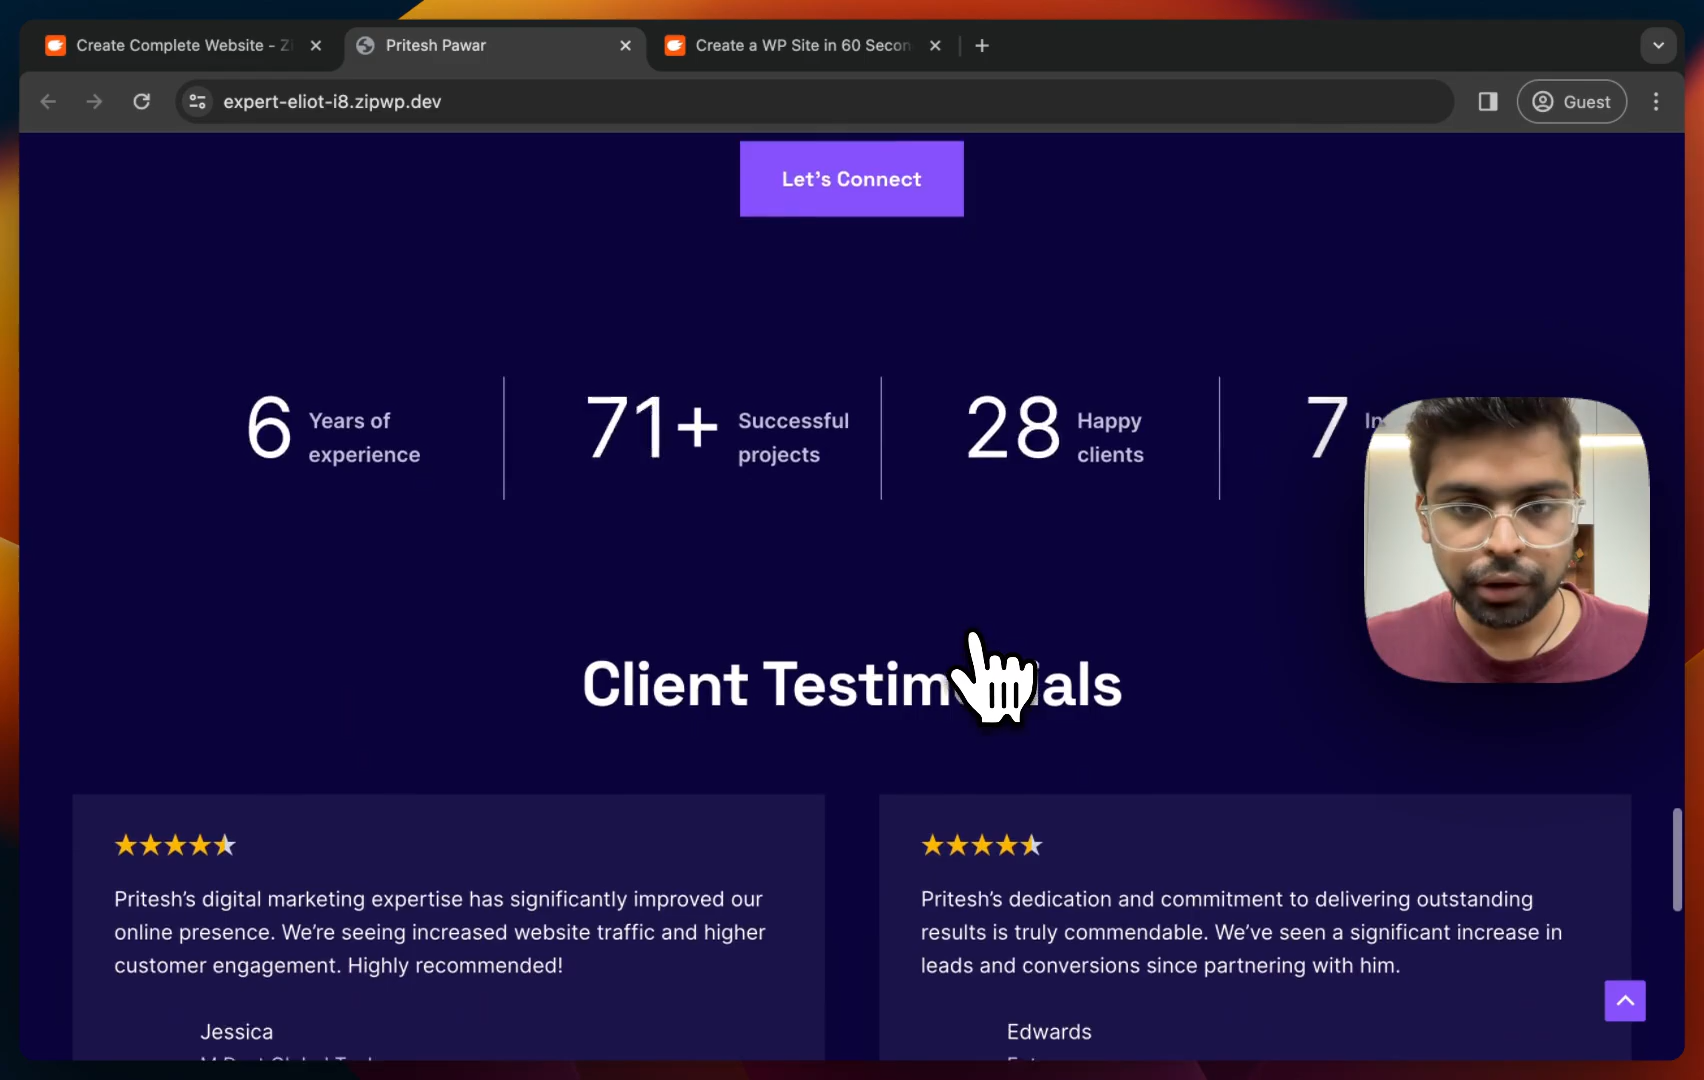 Create Complete Website - Z
Pritesh Pawar
Create a WP Site in 60 Secon
expert-eliot-i8.zipwp.dev
Guest
Let's Connect
6 Years of experience
71+ Successful projects
28 Happy clients
7
Client Testim als
Pritesh's digital marketing expertise has significantly improved our
online presence. We're seeing increased website traffic and higher
customer engagement. Highly recommended!
Jessica
Pritesh's dedication and commitment to delivering outstanding
results is truly commendable. We've seen a significant increase in
leads and conversions since partnering with him.
Edwards